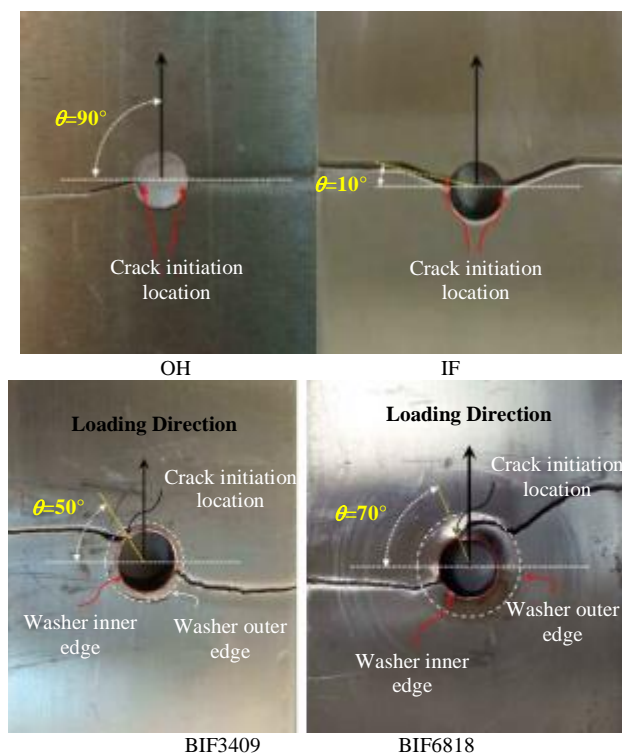 θ=90°
θ=10°
Crack initiation
location
Crack initiation
location
OH
IF
Loading Direction
Crack initiation
location
θ=50°
Washer inner
edge
Washer outer
edge
Loading Direction
Crack initiation
location
θ=70°
Washer outer
edge
Washer inner
edge
BIF3409
BIF6818